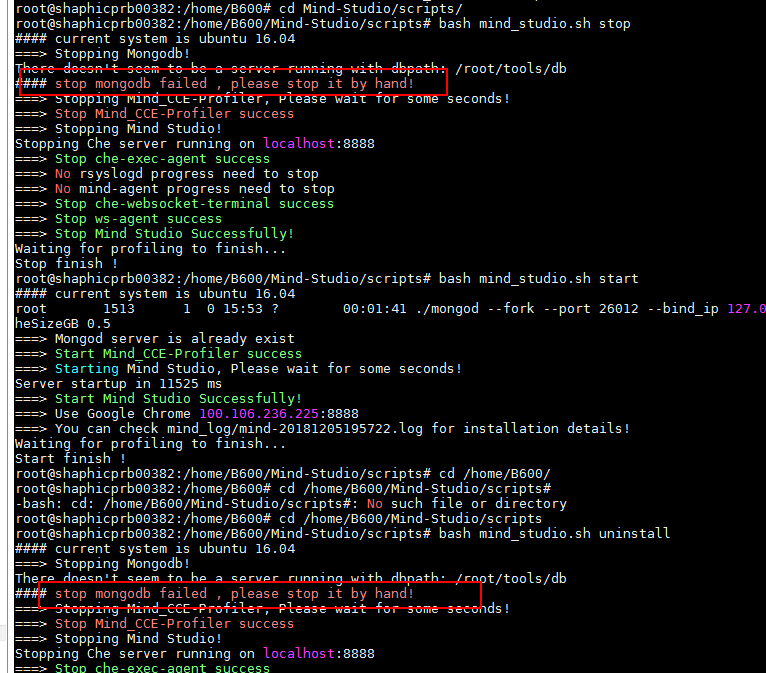 root@shaphicprb00382:/home/B600# cd Mind-Studio/scripts/
root@shaphicprb00382:/home/B600/Mind-Studio/scripts# bash mind_studio.sh stop
#### current system is ubuntu 16.04
===> Stopping Mongodb!
There doesn't seem to be a server running with dbpath: /root/tools/db
#### stop mongodb failed , please stop it by hand!
===> Stopping Mind_CCE-Profiler, Please wait for some seconds!
===> Stop Mind_CCE-Profiler success
===> Stopping Mind Studio!
Stopping Che server running on localhost:8888
===> Stop che-exec-agent success
===> No rsyslogd progress need to stop
===> No mind-agent progress need to stop
===> Stop che-websocket-terminal success
===> Stop ws-agent success
===> Stop Mind Studio Successfully!
Waiting for profiling to finish...
Stop finish !
root@shaphicprb00382:/home/B600/Mind-Studio/scripts# bash mind_studio.sh start
#### current system is ubuntu 16.04
root       1513      1  0 15:53 ?        00:01:41 ./mongod --fork --port 26012 --bind_ip 127.0
heSizeGB 0.5
===> Mongod server is already exist
===> Start Mind_CCE-Profiler success
===> Starting Mind Studio, Please wait for some seconds!
Server startup in 11525 ms
===> Start Mind Studio Successfully!
===> Use Google Chrome 100.106.236.225:8888
===> You can check mind_log/mind-20181205195722.log for installation details!
Waiting for profiling to finish...
Start finish !
root@shaphicprb00382:/home/B600/Mind-Studio/scripts# cd /home/B600/
root@shaphicprb00382:/home/B600# cd /home/B600/Mind-Studio/scripts#
-bash: cd: /home/B600/Mind-Studio/scripts#: No such file or directory
root@shaphicprb00382:/home/B600# cd /home/B600/Mind-Studio/scripts
root@shaphicprb00382:/home/B600/Mind-Studio/scripts# bash mind_studio.sh uninstall
#### current system is ubuntu 16.04
===> Stopping Mongodb!
There doesn't seem to be a server running with dbpath: /root/tools/db
#### stop mongodb failed , please stop it by hand!
===> Stopping Mind_CCE-Profiler, Please wait for some seconds!
===> Stop Mind_CCE-Profiler success
===> Stopping Mind Studio!
Stopping Che server running on localhost:8888
===> Stop che-exec-agent success